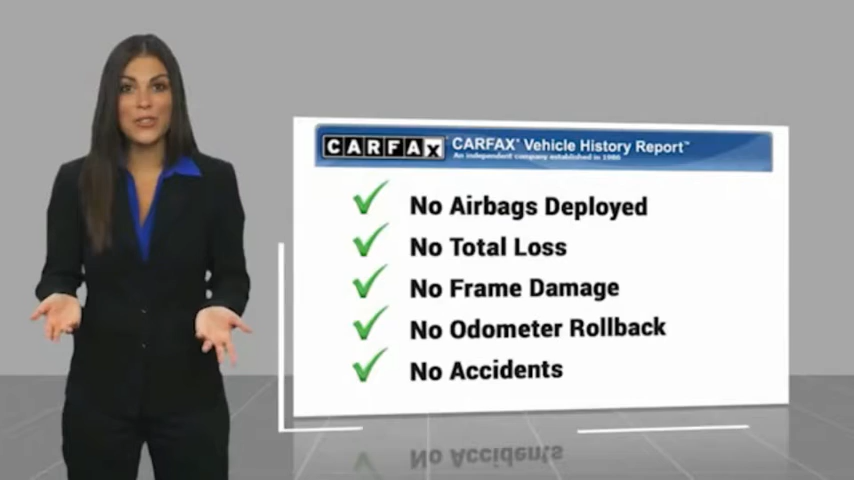 CARFAX CARFAX® Vehicle History Report™
An independent company established in 1986
No Airbags Deployed
No Total Loss
No Frame Damage
No Odometer Rollback
No Accidents
No Accidents